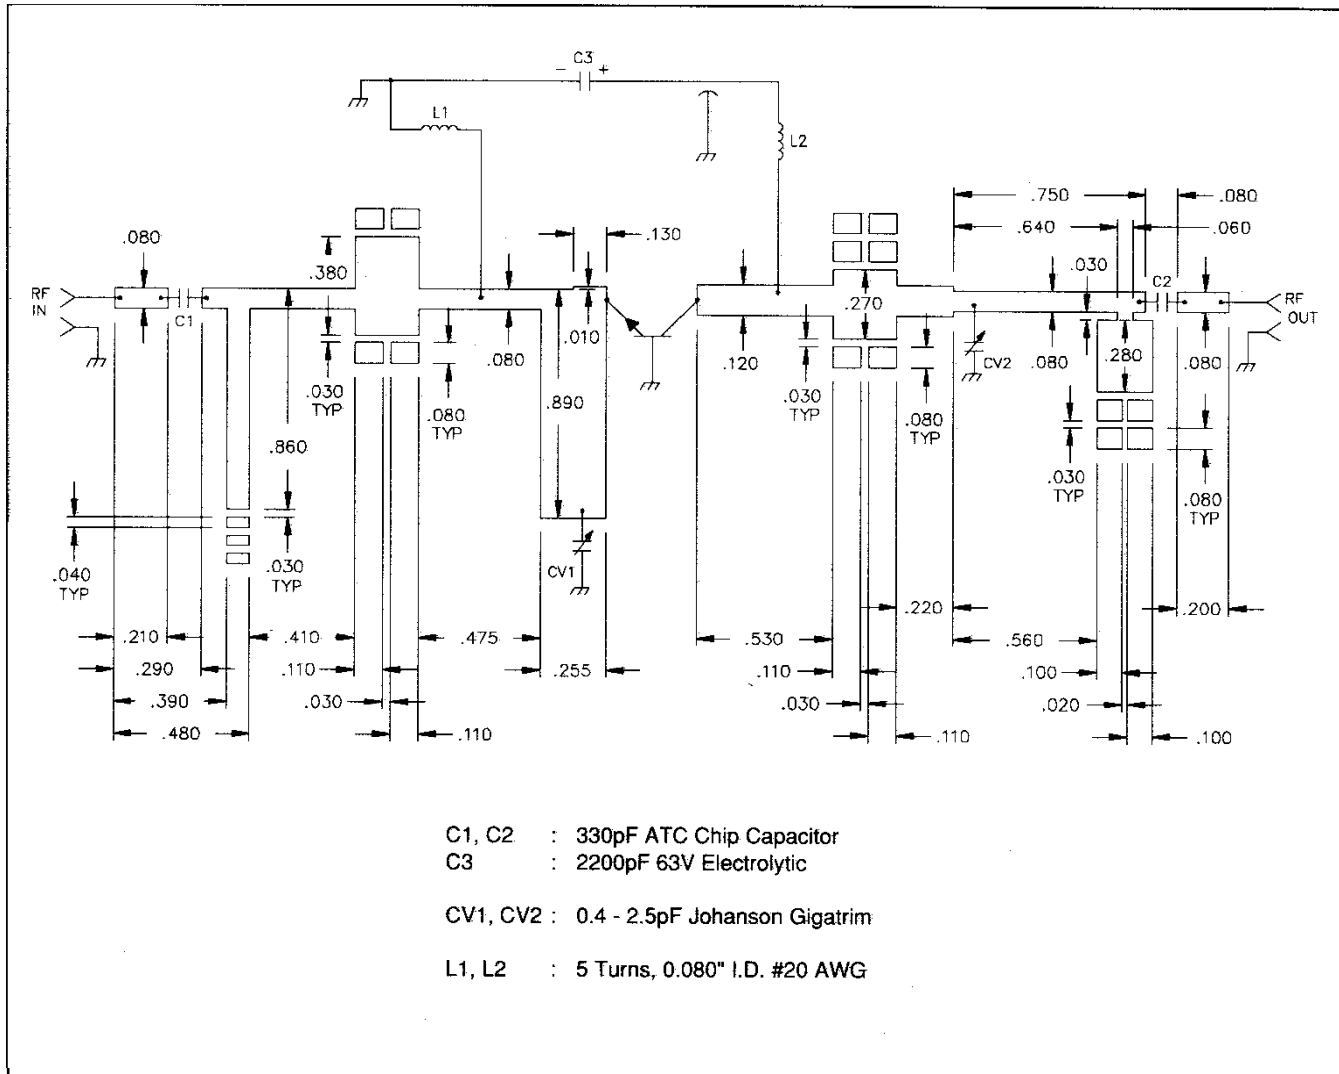 C3
- +
L1
L2
.750
.080
.640
.060
.130
.080
.380
.030
C2
RF
IN
C1
.270
RF
OUT
.010
.080
.120
CV2
.080
.280
.080
.030
TYP
.080
TYP
.890
.030
TYP
.080
TYP
.860
.030
TYP
.080
TYP
.040
TYP
.030
TYP
CV1
.220
.200
.210
.410
.475
.530
.560
.290
.110
.255
.110
.100
.390
.030
.030
.020
.480
.110
.110
.100
C1, C2 : 330pF ATC Chip Capacitor
C3 : 2200pF 63V Electrolytic
CV1, CV2 : 0.4 - 2.5pF Johanson Gigatrim
L1, L2 : 5 Turns, 0.080" I.D. #20 AWG